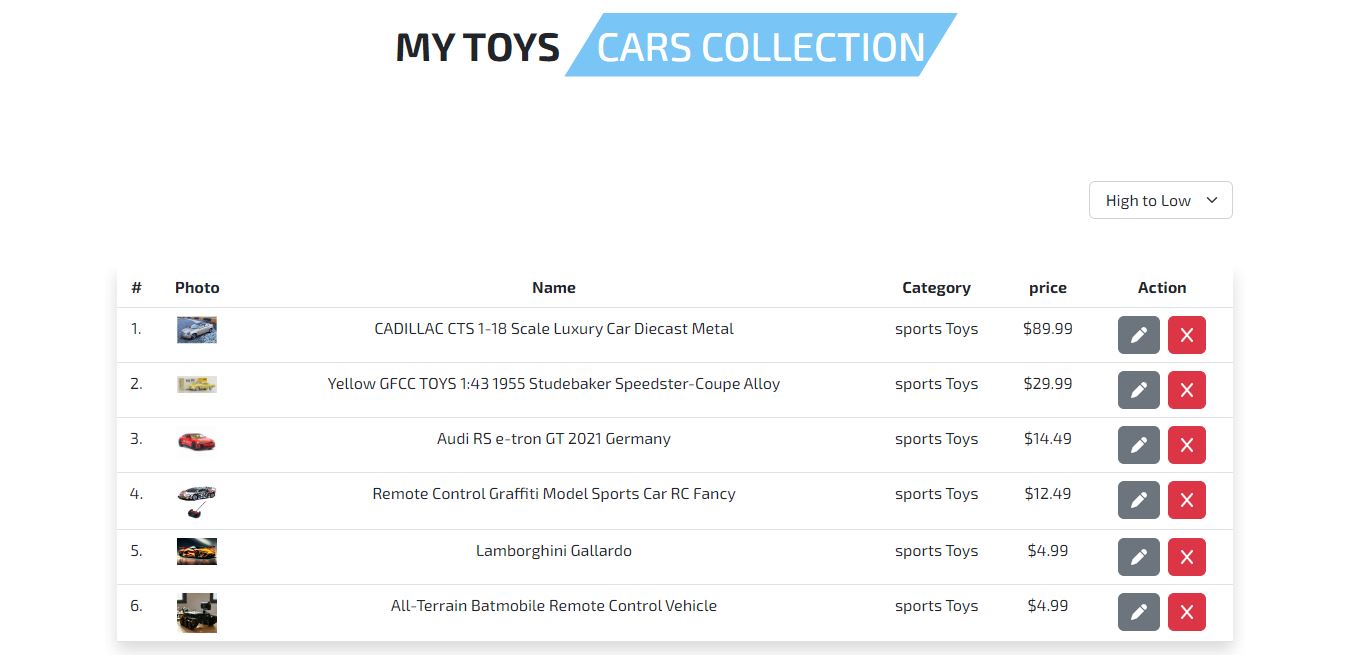 MY TOYS CARS COLLECTION
High to Low
# Photo Name Category price Action
1. CADILLAC CTS 1-18 Scale Luxury Car Diecast Metal sports Toys $89.99
2. Yellow GFCC TOYS 1:43 1955 Studebaker Speedster-Coupe Alloy sports Toys $29.99
3. Audi RS e-tron GT 2021 Germany sports Toys $14.49
4. Remote Control Graffiti Model Sports Car RC Fancy sports Toys $12.49
5. Lamborghini Gallardo sports Toys $4.99
6. All-Terrain Batmobile Remote Control Vehicle sports Toys $4.99